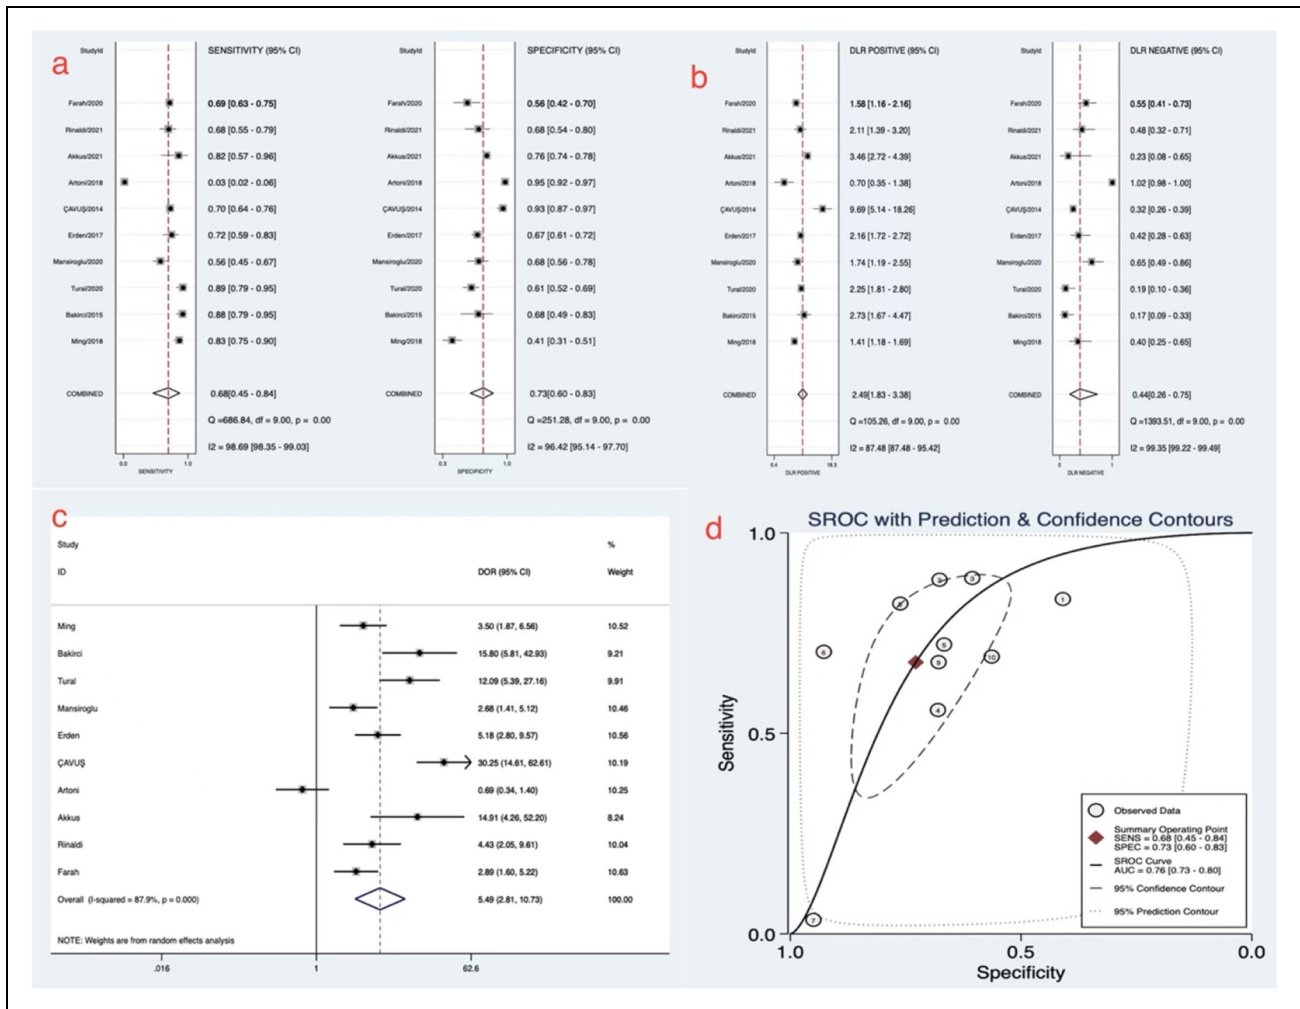 a
StudyId SENSITIVITY (95% CI)
Farah/2020 0.69 [0.63 - 0.75]
Rinaldi/2021 0.68 [0.55 - 0.79]
Akkus/2021 0.82 [0.57 - 0.96]
Artoni/2018 0.03 [0.02 - 0.06]
ÇAVUŞ/2014 0.70 [0.64 - 0.76]
Erden/2017 0.72 [0.59 - 0.83]
Mansiroglu/2020 0.56 [0.45 - 0.67]
Tural/2020 0.89 [0.79 - 0.95]
Bakirci/2015 0.88 [0.79 - 0.95]
Ming/2018 0.83 [0.75 - 0.90]
COMBINED 0.68[0.45 - 0.84]
Q =686.84, df = 9.00, p = 0.00
I2 = 98.69 [98.35 - 99.03]
0.0 1.0
SENSITIVITY
StudyId SPECIFICITY (95% CI)
Farah/2020 0.56 [0.42 - 0.70]
Rinaldi/2021 0.68 [0.54 - 0.80]
Akkus/2021 0.76 [0.74 - 0.78]
Artoni/2018 0.95 [0.92 - 0.97]
ÇAVUŞ/2014 0.93 [0.87 - 0.97]
Erden/2017 0.67 [0.61 - 0.72]
Mansiroglu/2020 0.68 [0.56 - 0.78]
Tural/2020 0.61 [0.52 - 0.69]
Bakirci/2015 0.68 [0.49 - 0.83]
Ming/2018 0.41 [0.31 - 0.51]
COMBINED 0.73[0.60 - 0.83]
Q =251.28, df = 9.00, p = 0.00
I2 = 96.42 [95.14 - 97.70]
0.3 1.0
SPECIFICITY
b
StudyId DLR POSITIVE (95% CI)
Farah/2020 1.58 [1.16 - 2.16]
Rinaldi/2021 2.11 [1.39 - 3.20]
Akkus/2021 3.46 [2.72 - 4.39]
Artoni/2018 0.70 [0.35 - 1.38]
ÇAVUŞ/2014 9.69 [5.14 - 18.26]
Erden/2017 2.16 [1.72 - 2.72]
Mansiroglu/2020 1.74 [1.19 - 2.55]
Tural/2020 2.25 [1.81 - 2.80]
Bakirci/2015 2.73 [1.67 - 4.47]
Ming/2018 1.41 [1.18 - 1.69]
COMBINED 2.49[1.83 - 3.38]
Q =105.26, df = 9.00, p = 0.00
I2 = 87.48 [87.48 - 95.42]
0.4 18.3
DLR POSITIVE
StudyId DLR NEGATIVE (95% CI)
Farah/2020 0.55 [0.41 - 0.73]
Rinaldi/2021 0.48 [0.32 - 0.71]
Akkus/2021 0.23 [0.08 - 0.65]
Artoni/2018 1.02 [0.98 - 1.00]
ÇAVUŞ/2014 0.32 [0.26 - 0.39]
Erden/2017 0.42 [0.28 - 0.63]
Mansiroglu/2020 0.65 [0.49 - 0.86]
Tural/2020 0.19 [0.10 - 0.36]
Bakirci/2015 0.17 [0.09 - 0.33]
Ming/2018 0.40 [0.25 - 0.65]
COMBINED 0.44[0.26 - 0.75]
Q =1393.51, df = 9.00, p = 0.00
I2 = 99.35 [99.22 - 99.49]
0 1
DLR NEGATIVE
c
Study %
ID DOR (95% CI) Weight
Ming 3.50 (1.87, 6.56) 10.52
Bakirci 15.80 (5.81, 42.93) 9.21
Tural 12.09 (5.39, 27.16) 9.91
Mansiroglu 2.68 (1.41, 5.12) 10.46
Erden 5.18 (2.80, 9.57) 10.56
ÇAVUŞ 30.25 (14.61, 62.61) 10.19
Artoni 0.69 (0.34, 1.40) 10.25
Akkus 14.91 (4.26, 52.20) 8.24
Rinaldi 4.43 (2.05, 9.61) 10.04
Farah 2.89 (1.60, 5.22) 10.63
Overall (I-squared = 87.9%, p = 0.000) 5.49 (2.81, 10.73) 100.00
NOTE: Weights are from random effects analysis
.016 1 62.6
d
SROC with Prediction & Confidence Contours
1.0
0.5
0.0
Sensitivity
2 3
1
6
5
9
10
4
7
Observed Data
Summary Operating Point
SENS = 0.68 [0.45 - 0.84]
SPEC = 0.73 [0.60 - 0.83]
SROC Curve
AUC = 0.76 [0.73 - 0.80]
95% Confidence Contour
95% Prediction Contour
1.0 0.5 0.0
Specificity